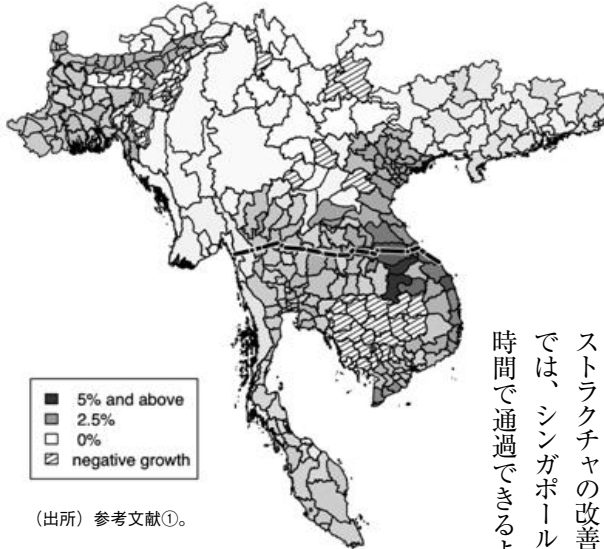 ストラクチャの改善
では、シンガポール
時間で通過できるよ
5% and above
2.5%
0%
negative growth
(出所) 参考文献①。